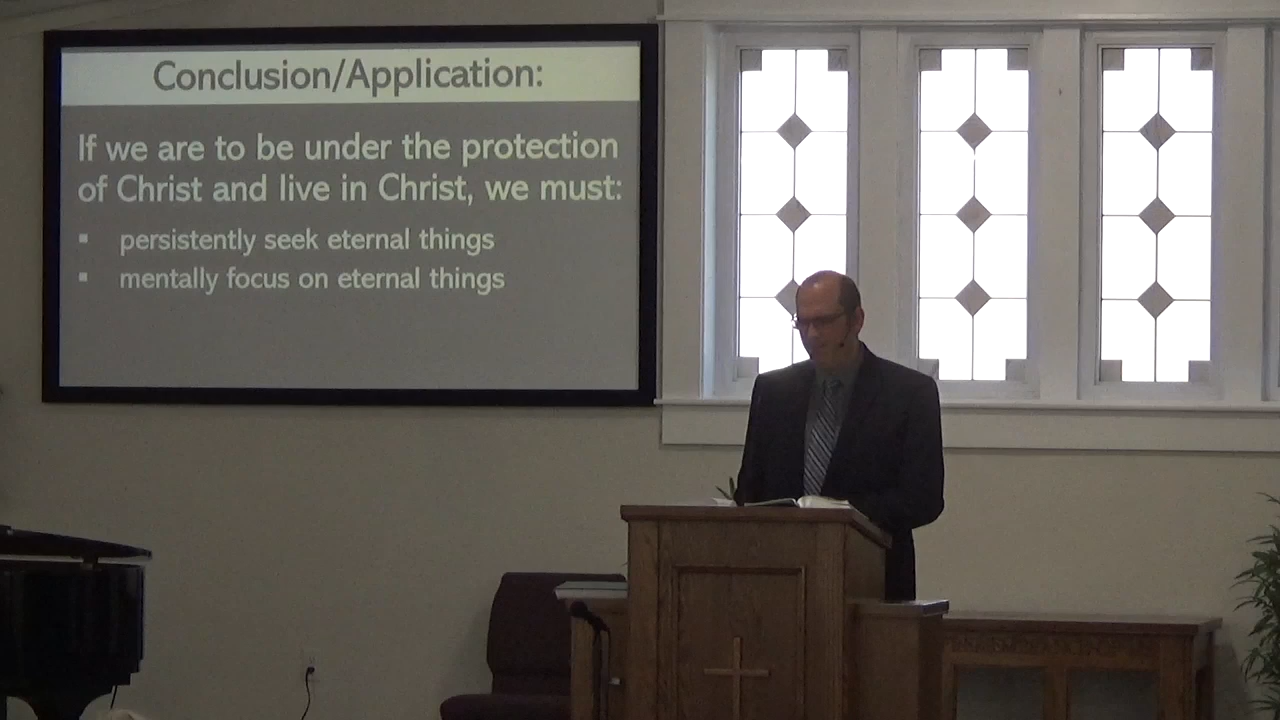 Conclusion/Application:
If we are to be under the protection
of Christ and live in Christ, we must:
▪ persistently seek eternal things
▪ mentally focus on eternal things